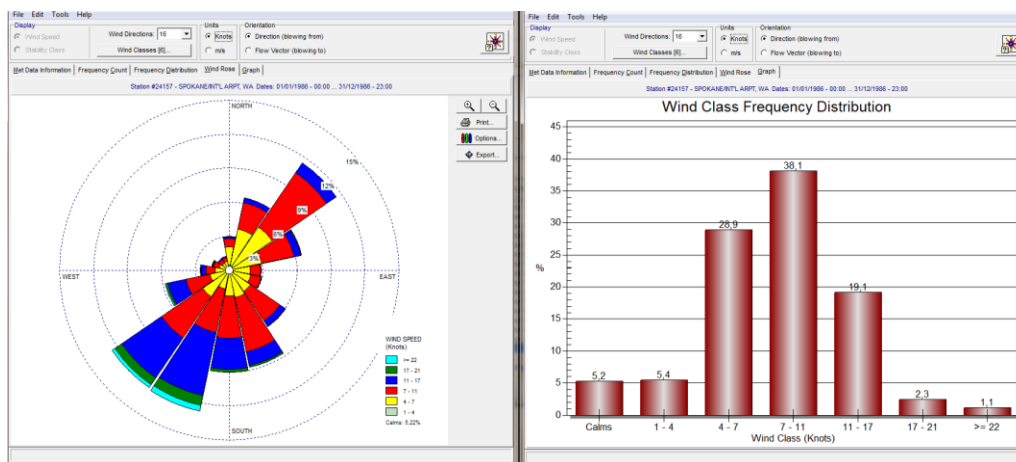 File Edit Tools Help
Display
Wind Speed
Stability Class
Wind Directions: 16
Wind Classes [6]...
Units
Knots
m/s
Orientation
Direction (blowing from)
Flow Vector (blowing to)
Met Data Information Frequency Count Frequency Distribution Wind Rose Graph
Station #24157 - SPOKANE/INT'L ARPT, WA Dates: 01/01/1986 - 00:00 ... 31/12/1986 - 23:00
NORTH
15%
12%
9%
6%
3%
WEST
EAST
SOUTH
Print...
Options...
Export...
WIND SPEED
(Knots)
>= 22
17 - 21
11 - 17
7 - 11
4 - 7
1 - 4
Calms: 5,22%
File Edit Tools Help
Display
Wind Speed
Stability Class
Wind Directions: 16
Wind Classes [6]...
Units
Knots
m/s
Orientation
Direction (blowing from)
Flow Vector (blowing to)
Met Data Information Frequency Count Frequency Distribution Wind Rose Graph
Station #24157 - SPOKANE/INT'L ARPT, WA Dates: 01/01/1986 - 00:00 ... 31/12/1986 - 23:00
Wind Class Frequency Distribution
45
40
35
30
25
20
15
10
5
0
%
5,2
5,4
28,9
38,1
19,1
2,3
1,1
Calms 1 - 4 4 - 7 7 - 11 11 - 17 17 - 21 >= 22
Wind Class (Knots)